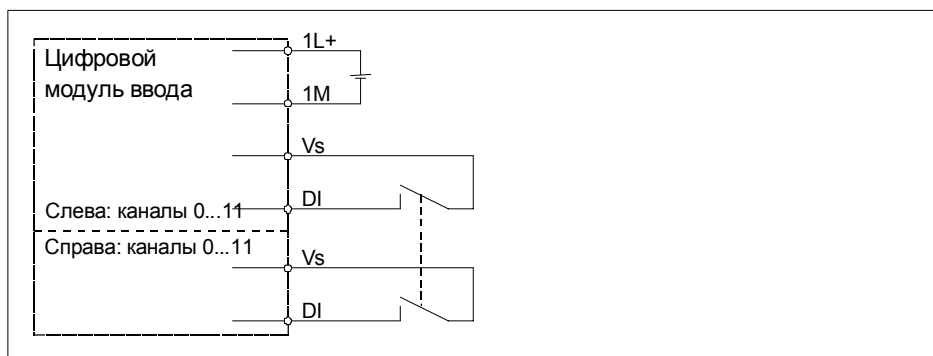 1L+
Цифровой
модуль ввода
1M
Vs
DI
Слева: каналы 0...11
Справа: каналы 0...11
Vs
DI